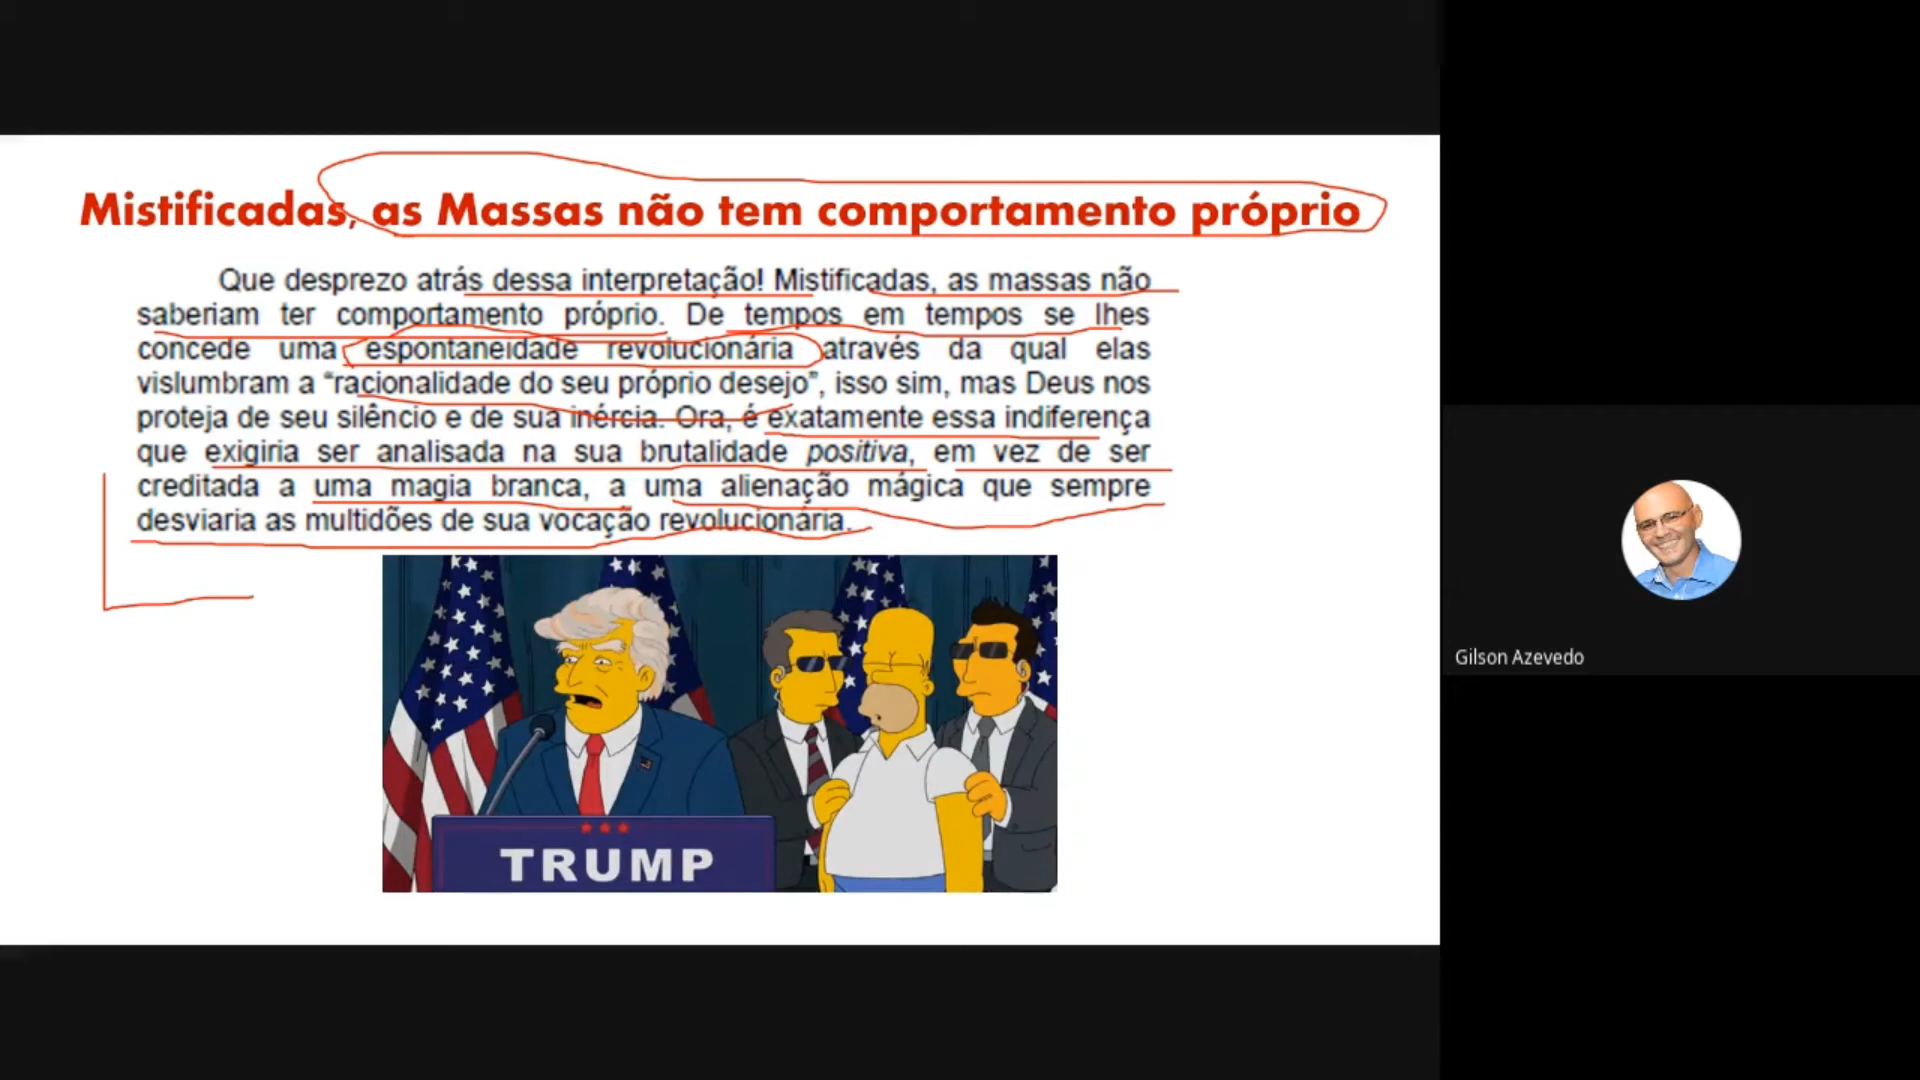 Mistificadas, as Massas não tem comportamento próprio
Que desprezo atrás dessa interpretação! Mistificadas, as massas não
saberiam ter comportamento próprio. De tempos em tempos se lhes
concede uma espontaneidade revolucionária através da qual elas
vislumbram a “racionalidade do seu próprio desejo”, isso sim, mas Deus nos
proteja de seu silêncio e de sua inércia. Ora, é exatamente essa indiferença
que exigiria ser analisada na sua brutalidade positiva, em vez de ser
creditada a uma magia branca, a uma alienação mágica que sempre
desviaria as multidões de sua vocação revolucionária.
TRUMP
Gilson Azevedo